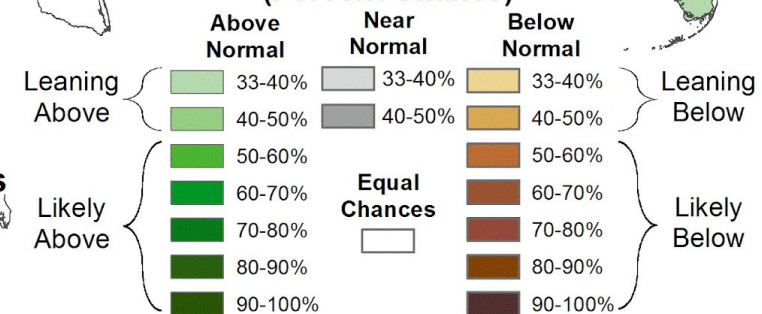 Above Normal
Near Normal
Below Normal
Leaning Above
33-40%
40-50%
33-40%
40-50%
33-40%
40-50%
Leaning Below
Likely Above
50-60%
60-70%
70-80%
80-90%
90-100%
Equal Chances
50-60%
60-70%
70-80%
80-90%
90-100%
Likely Below